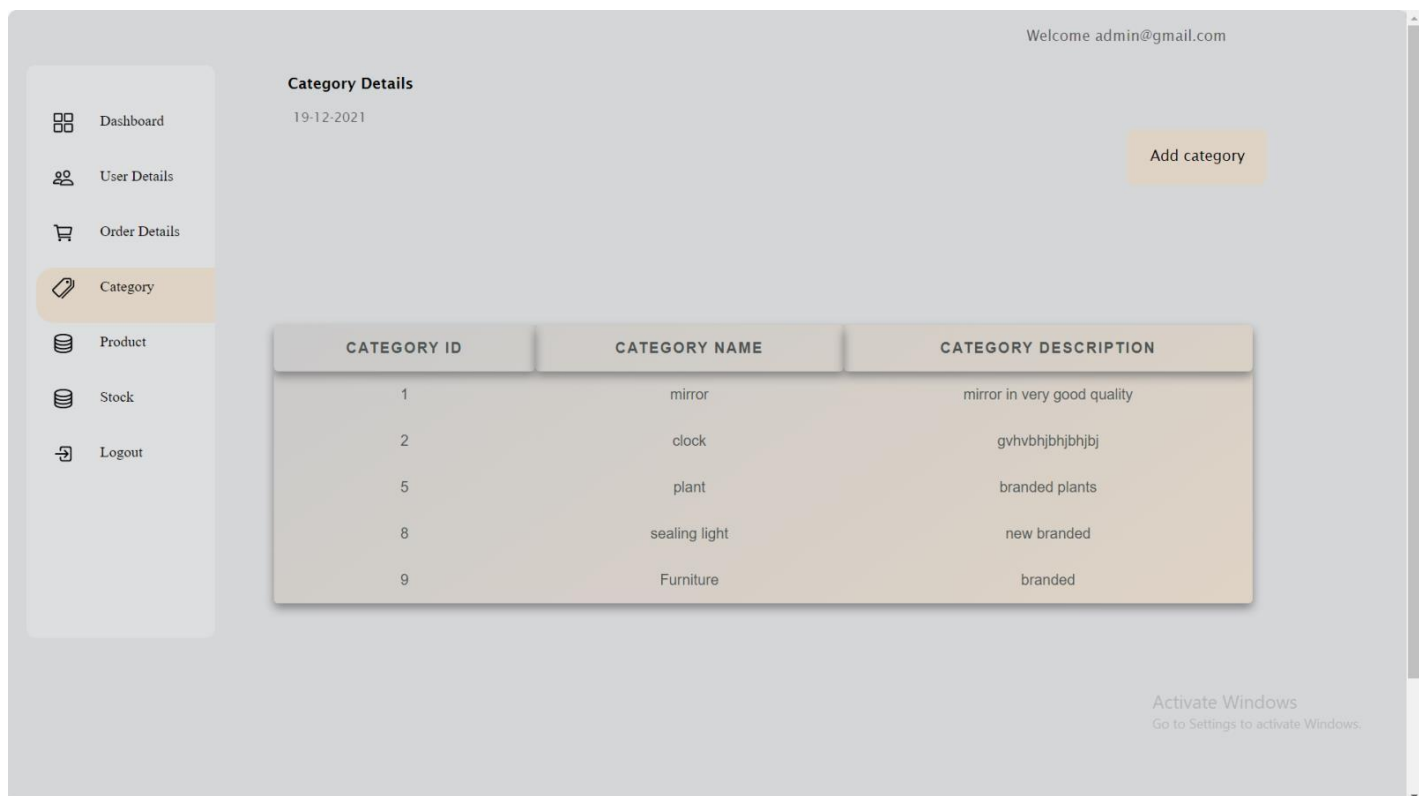 Welcome admin@gmail.com
Category Details
19-12-2021
Dashboard
User Details
Order Details
Category
Product
Stock
Logout
Add category
CATEGORY ID CATEGORY NAME CATEGORY DESCRIPTION
1 mirror mirror in very good quality
2 clock gvhvbhjbhjbhjbj
5 plant branded plants
8 sealing light new branded
9 Furniture branded
Activate Windows
Go to Settings to activate Windows.